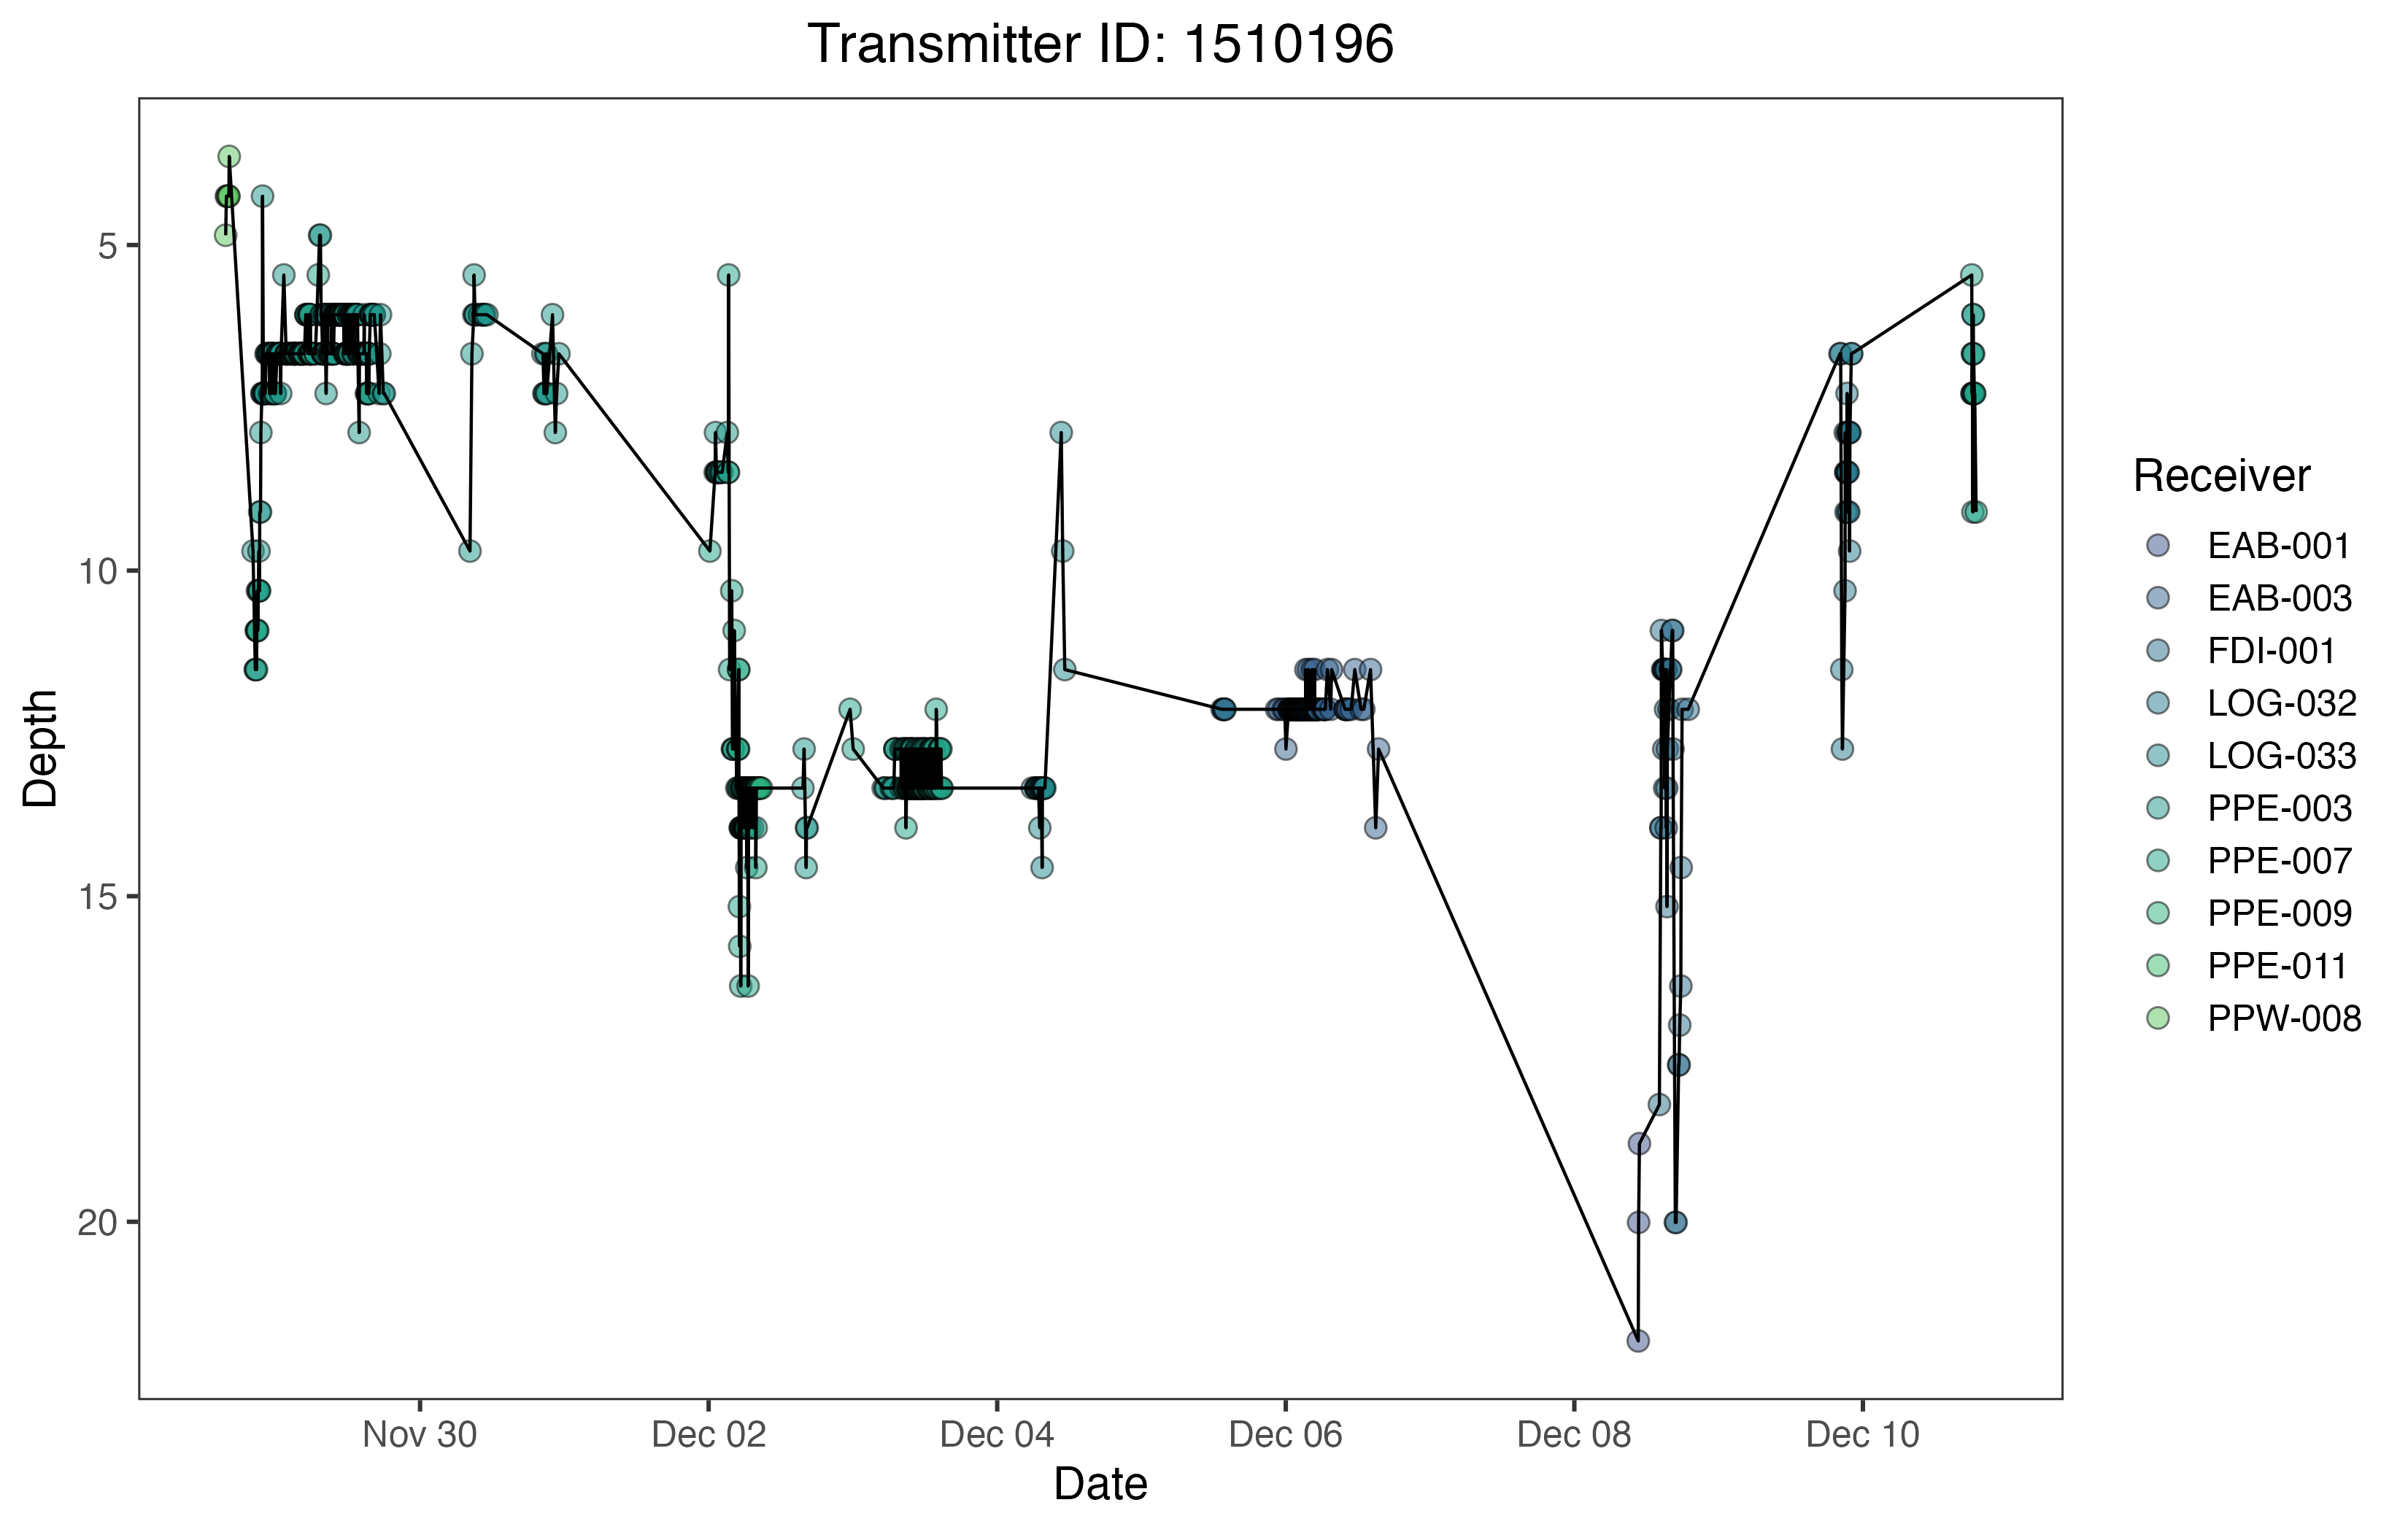 Transmitter ID: 1510196
Depth
5
10
15
20
Nov 30
Dec 02
Dec 04
Dec 06
Dec 08
Dec 10
Date
Receiver
EAB-001
EAB-003
FDI-001
LOG-032
LOG-033
PPE-003
PPE-007
PPE-009
PPE-011
PPW-008